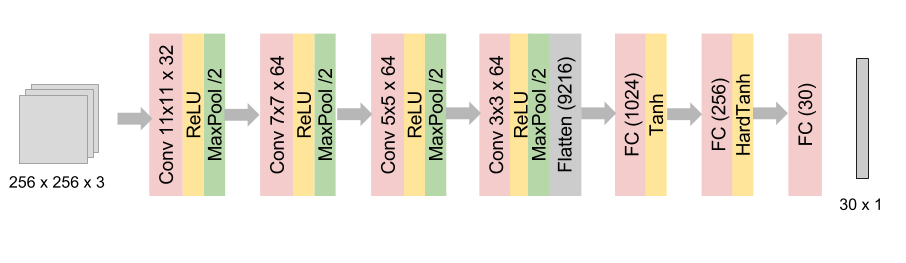 256 x 256 x 3
Conv 11x11 x 32
ReLU
MaxPool /2
Conv 7x7 x 64
ReLU
MaxPool /2
Conv 5x5 x 64
ReLU
MaxPool /2
Conv 3x3 x 64
ReLU
MaxPool /2
Flatten (9216)
FC (1024)
Tanh
FC (256)
HardTanh
FC (30)
30 x 1